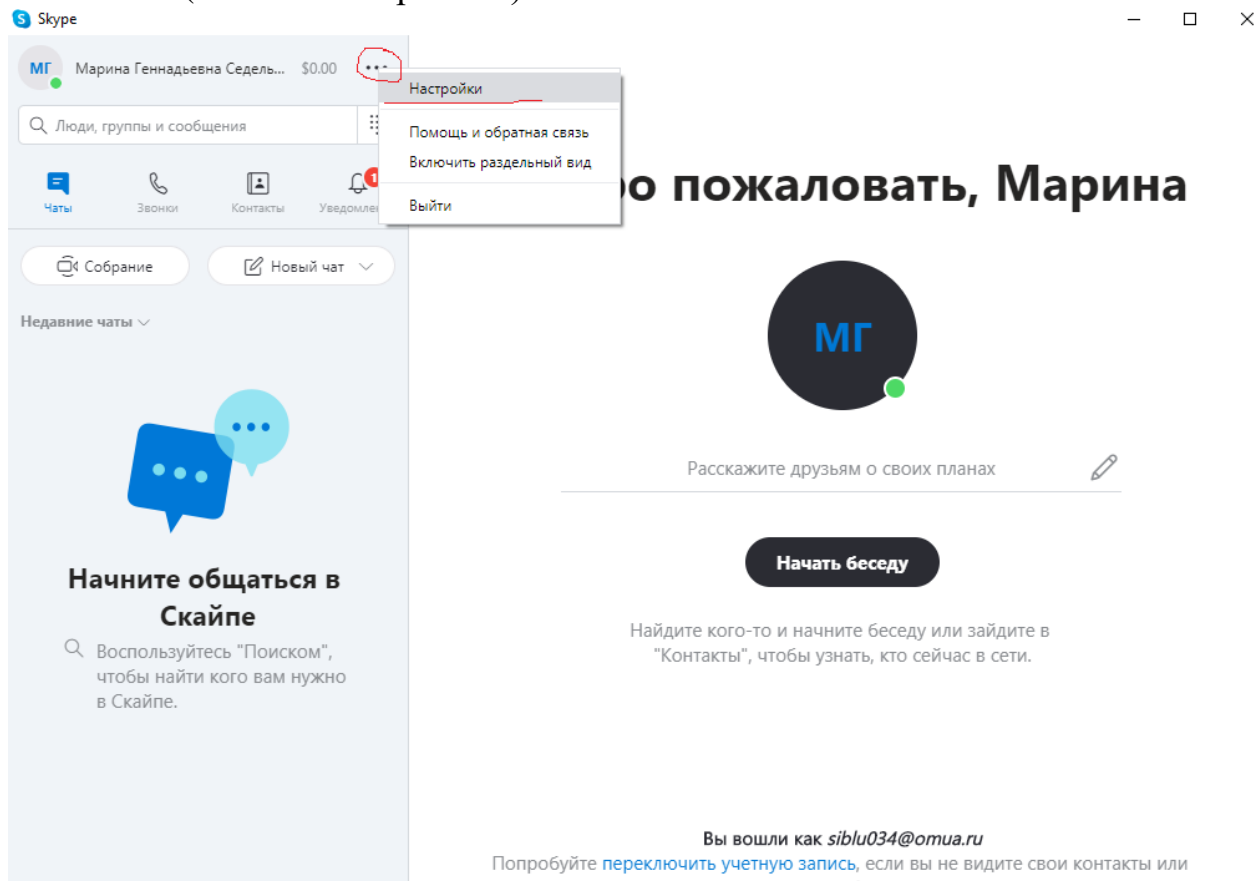 Skype
МГ Марина Геннадьевна Седель... $0.00
Настройки
Люди, группы и сообщения
Помощь и обратная связь
Включить раздельный вид
Чаты Звонки Контакты
1
Выйти
пожаловать, Марина
Собрание Новый чат
Недавние чаты
МГ
Расскажите друзьям о своих планах
Начать беседу
Начните общаться в
Скайпе
Воспользуйтесь "Поиском",
чтобы найти кого вам нужно
в Скайпе.
Найдите кого-то и начните беседу или зайдите в
"Контакты", чтобы узнать, кто сейчас в сети.
Вы вошли как siblu034@omua.ru
Попробуйте переключить учетную запись, если вы не видите свои контакты или